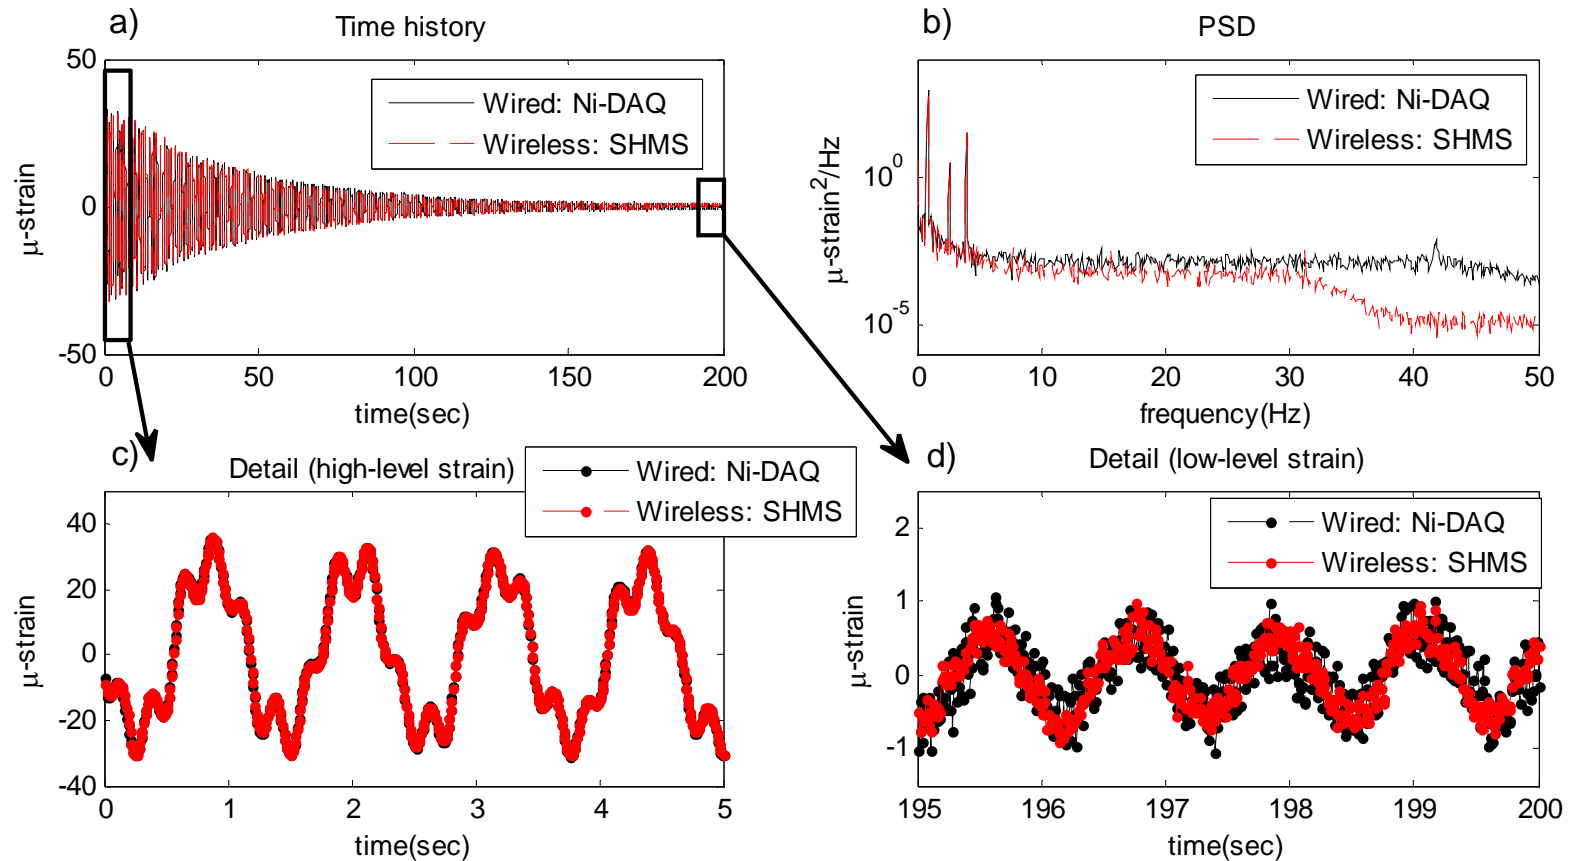 a)
Time history
50
0
-50
μ-strain
Wired: Ni-DAQ
Wireless: SHMS
0 50 100 150 200
time(sec)
b)
PSD
10^0
10^-5
μ-strain^2/Hz
Wired: Ni-DAQ
Wireless: SHMS
0 10 20 30 40 50
frequency(Hz)
c)
Detail (high-level strain)
40
20
0
-20
-40
μ-strain
Wired: Ni-DAQ
Wireless: SHMS
0 1 2 3 4 5
time(sec)
d)
Detail (low-level strain)
2
1
0
-1
μ-strain
Wired: Ni-DAQ
Wireless: SHMS
195 196 197 198 199 200
time(sec)